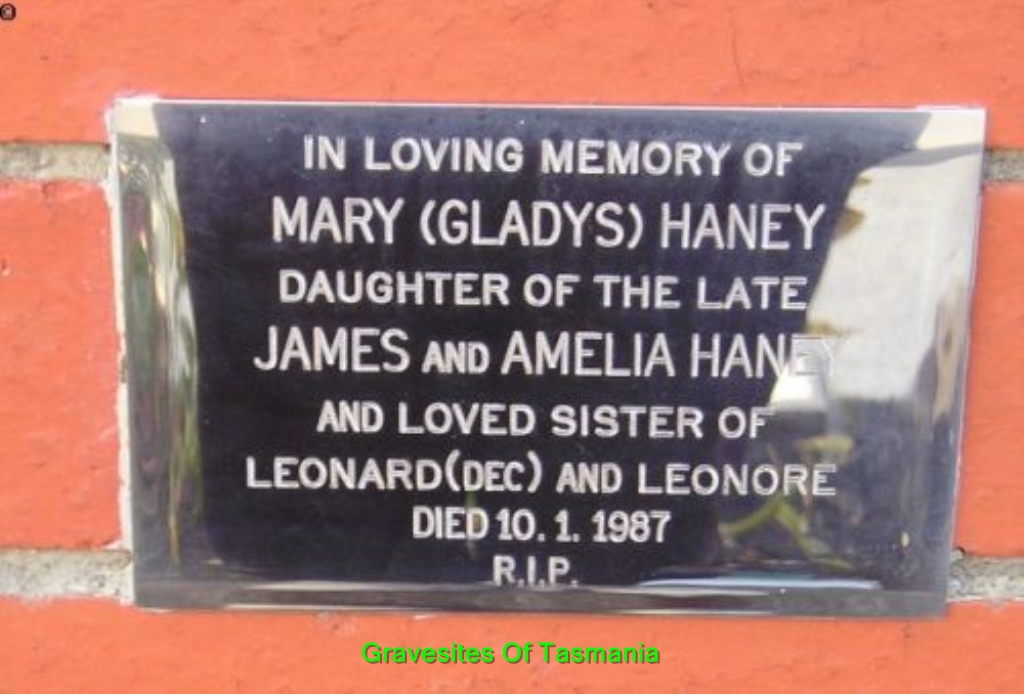 IN LOVING MEMORY OF
MARY (GLADYS) HANEY
DAUGHTER OF THE LATE
JAMES AND AMELIA HANEY
AND LOVED SISTER OF
LEONARD(DEC) AND LEONORE
DIED 10. 1. 1987
R.I.P.
Gravesites Of Tasmania